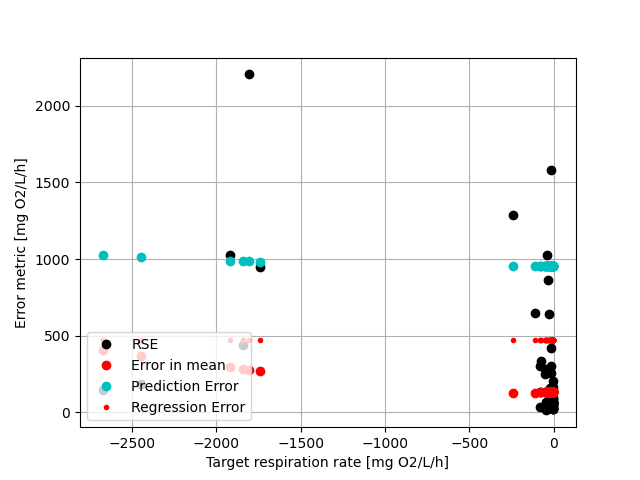 Error metric [mg O2/L/h]
2000
1500
1000
500
0
RSE
Error in mean
Prediction Error
Regression Error
−2500 −2000 −1500 −1000 −500 0
Target respiration rate [mg O2/L/h]